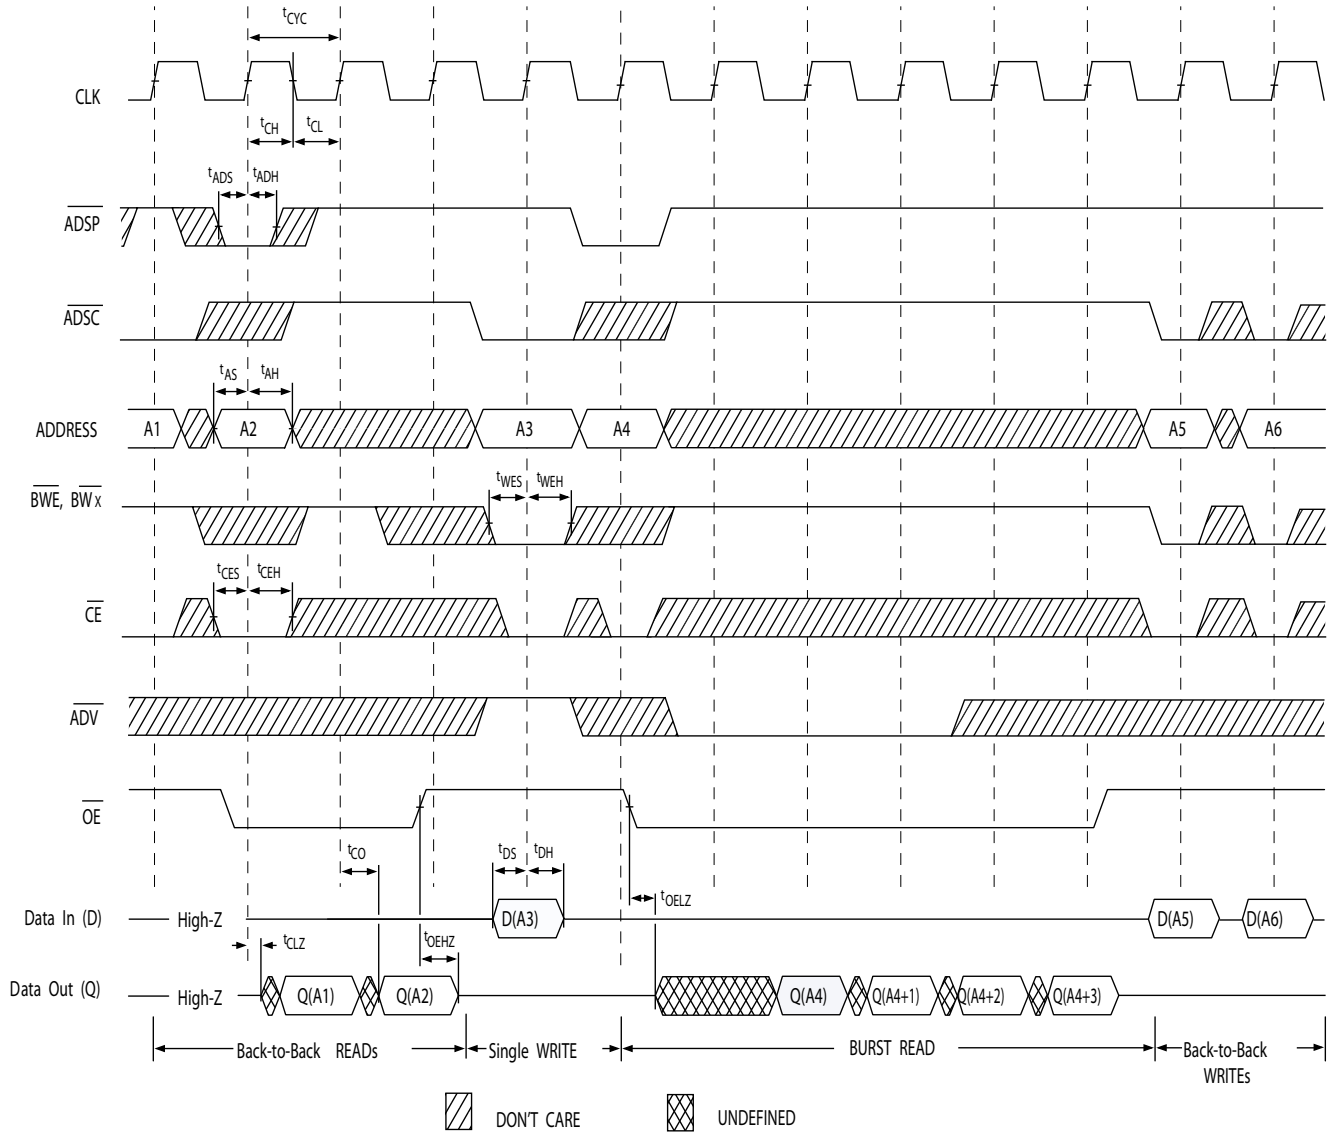 tCYC
CLK
tCH
tCL
tADS
tADH
ADSP
ADSC
tAS
tAH
ADDRESS
A1
A2
A3
A4
A5
A6
tWES
tWEH
BWE, BWx
tCES
tCEH
CE
ADV
OE
tCO
tDS
tDH
tOELZ
Data In (D)
High-Z
D(A3)
D(A5)
D(A6)
tCLZ
tOEHZ
Data Out (Q)
High-Z
Q(A1)
Q(A2)
Q(A4)
Q(A4+1)
Q(A4+2)
Q(A4+3)
Back-to-Back READs
Single WRITE
BURST READ
Back-to-Back
WRITEs
DON'T CARE
UNDEFINED